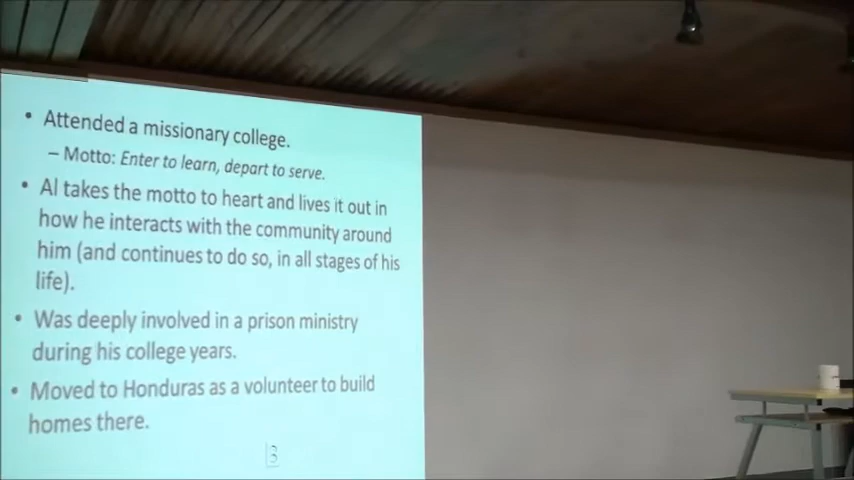 • Attended a missionary college.
– Motto: Enter to learn, depart to serve.
• Al takes the motto to heart and lives it out in
how he interacts with the community around
him (and continues to do so, in all stages of his
life).
• Was deeply involved in a prison ministry
during his college years.
• Moved to Honduras as a volunteer to build
homes there.
3